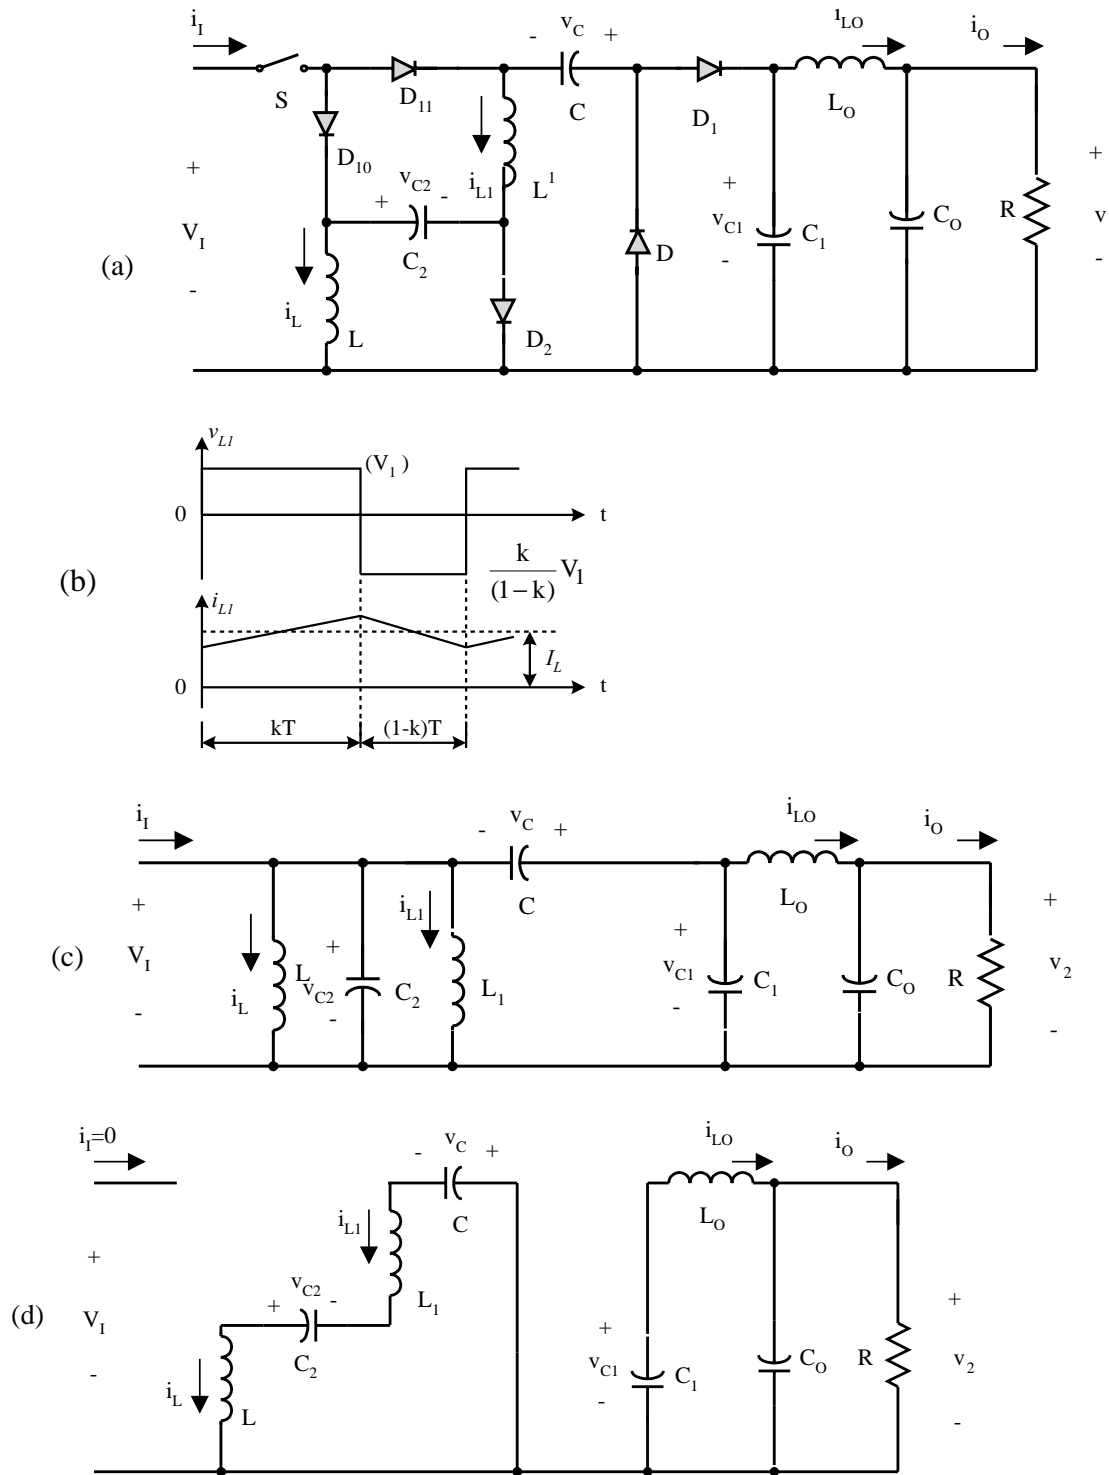 i_I
- v_C +
i_LO
i_O
S
D_11
C
D_1
L_O
D_10
+
v_C2
+ -
i_L1
L^1
+
V_I
-
+
v_C1
-
C_1
C_O
R
+
v
-
(a)
i_L
C_2
D
L
D_2
v_L1
(V_1)
0
t
k
(1-k)
V_1
(b)
i_L1
I_L
0
t
kT
(1-k)T
i_I
- v_C +
i_LO
i_O
C
L_O
i_L1
+
V_I
-
(c)
i_L
L
+
v_C2
-
C_2
L_1
+
v_C1
-
C_1
C_O
R
+
v_2
-
i_I=0
- v_C +
i_LO
i_O
C
L_O
i_L1
+
V_I
-
(d)
v_C2
+ -
L_1
C_2
i_L
L
+
v_C1
-
C_1
C_O
R
+
v_2
-